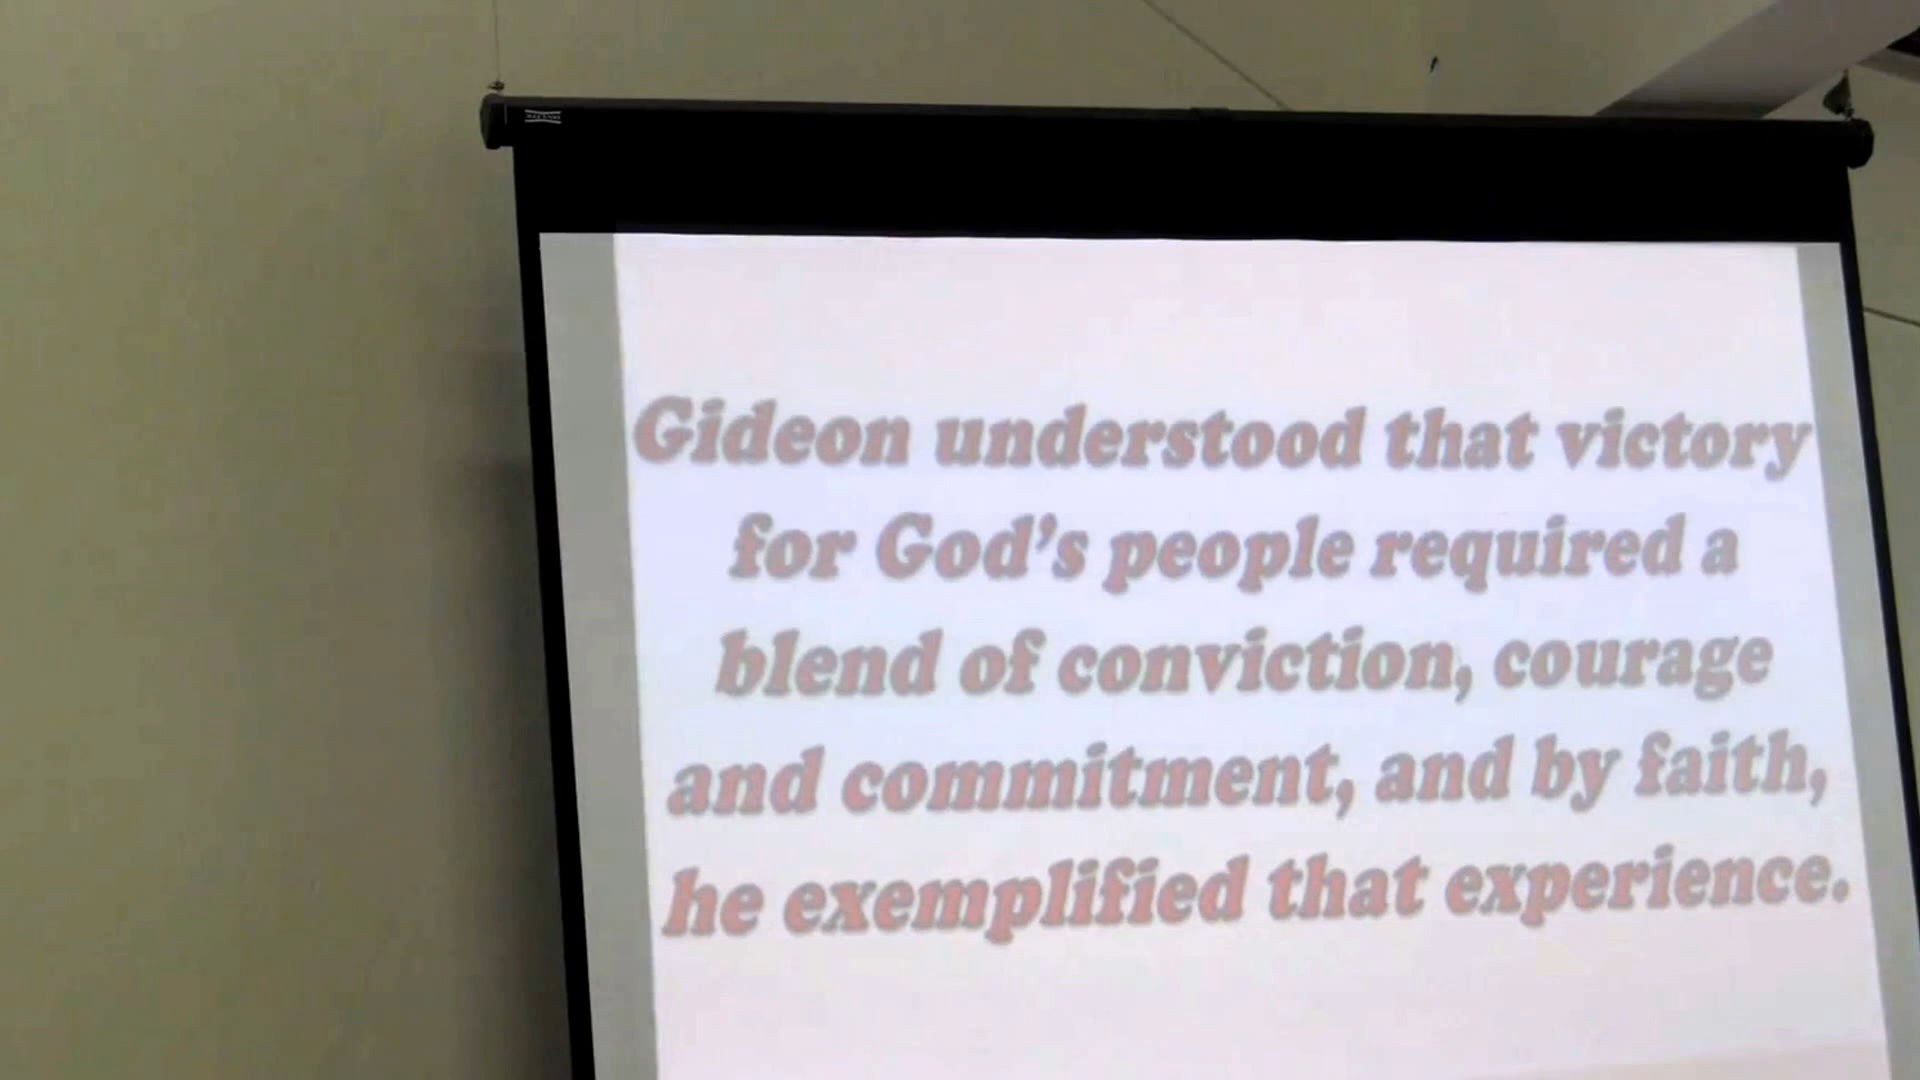 Gideon understood that victory
for God's people required a
blend of conviction, courage
and commitment, and by faith,
he exemplified that experience.